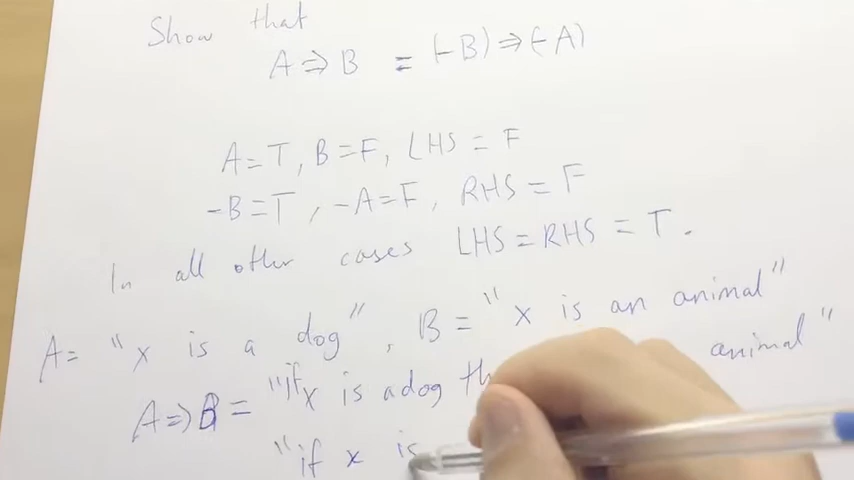 Show that
A ⇒ B = (-B) ⇒ (-A)
A = T, B = F, LHS = F
-B = T, -A = F, RHS = F
In all other cases LHS = RHS = T.
A = "x is a dog", B = "x is an animal"
A ⇒ B = "if x is a dog animal"
"if x is